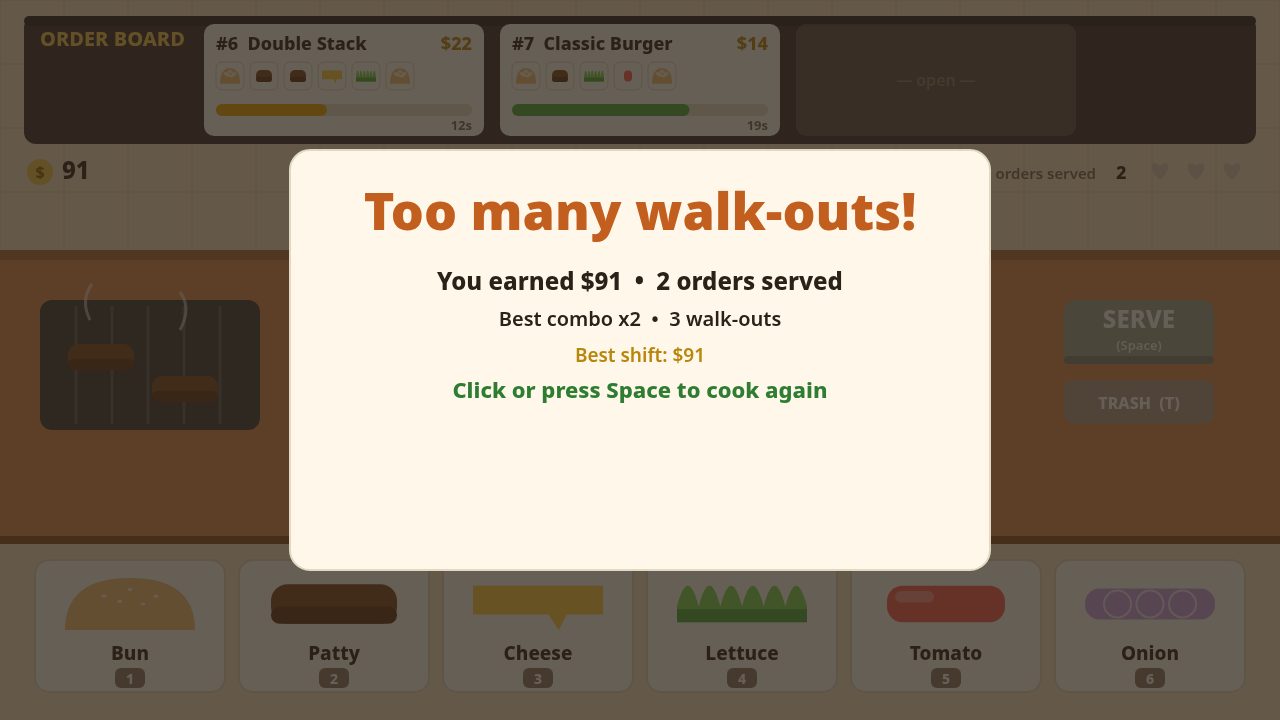 ORDER BOARD
#6 Double Stack $22
12s
#7 Classic Burger $14
19s
— open —
$ 91
orders served 2
Too many walk-outs!
You earned $91 • 2 orders served
Best combo x2 • 3 walk-outs
Best shift: $91
Click or press Space to cook again
SERVE
(Space)
TRASH (T)
Bun
1
Patty
2
Cheese
3
Lettuce
4
Tomato
5
Onion
6